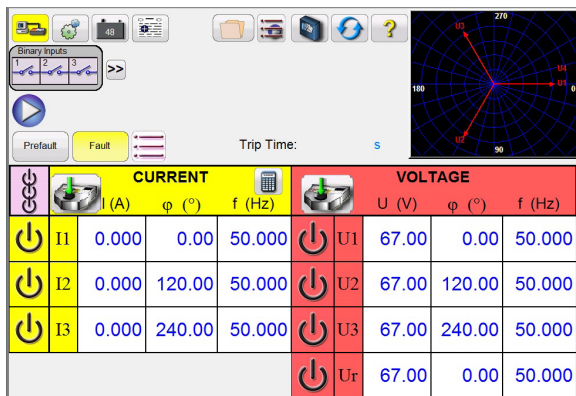 48
?
Binary Inputs
1 2 3
>>
270
U3
U4
U1
180
0
U2
90
Prefault
Fault
Trip Time:
s
CURRENT
VOLTAGE
I (A) φ (°) f (Hz)
U (V) φ (°) f (Hz)
I1 0.000 0.00 50.000 U1 67.00 0.00 50.000
I2 0.000 120.00 50.000 U2 67.00 120.00 50.000
I3 0.000 240.00 50.000 U3 67.00 240.00 50.000
Ur 67.00 0.00 50.000